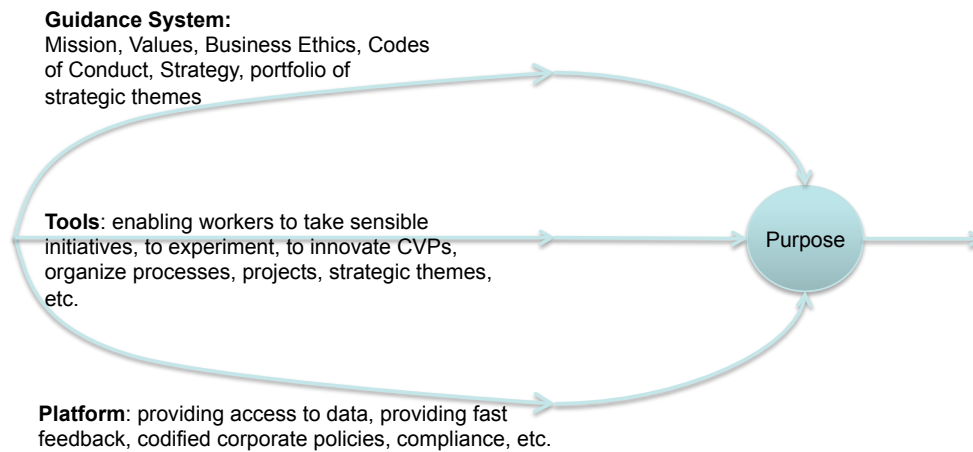 Guidance System:
Mission, Values, Business Ethics, Codes
of Conduct, Strategy, portfolio of
strategic themes
Tools: enabling workers to take sensible
initiatives, to experiment, to innovate CVPs,
organize processes, projects, strategic themes,
etc.
Purpose
Platform: providing access to data, providing fast
feedback, codified corporate policies, compliance, etc.